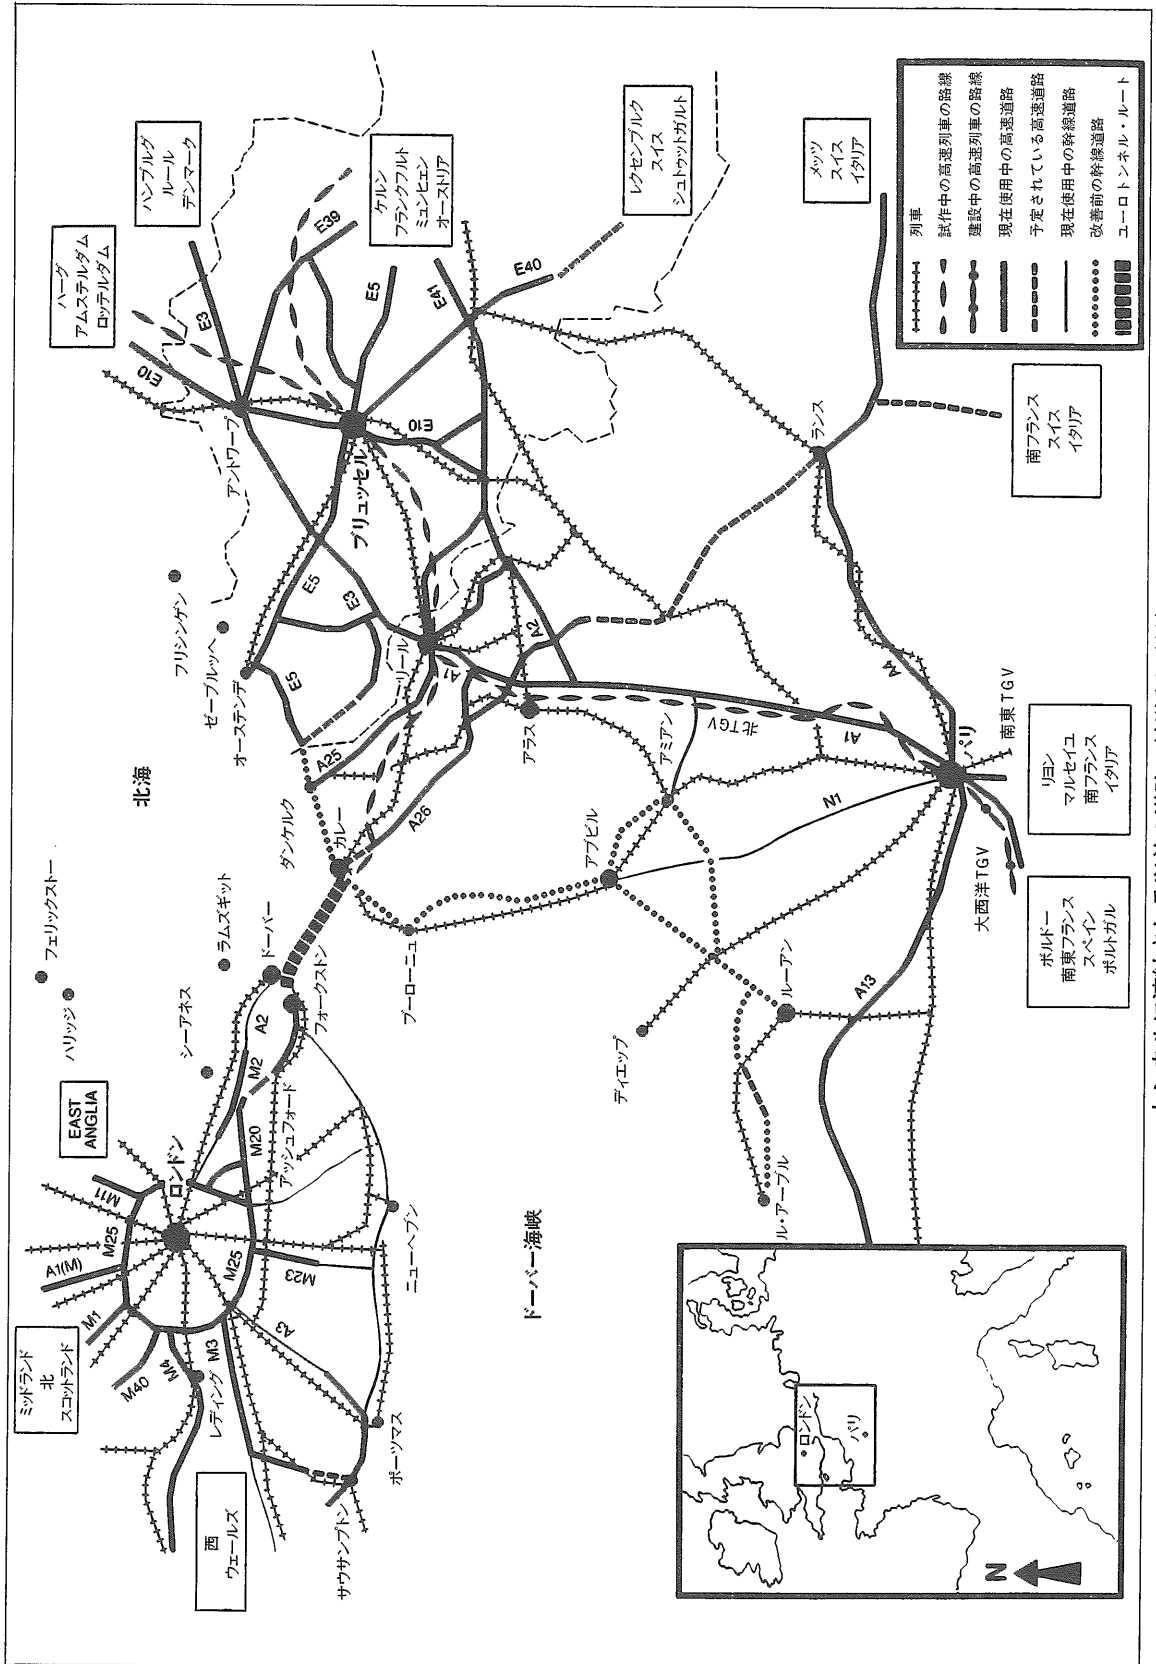 ミッドランド
北
スコットランド
EAST
ANGLIA
西
ウェールズ
M40
M1
A1(M)
M25
M11
M4
M3
M25
M23
M20
M2
A2
A3
ロンドン
レディング
サウサンプトン
ポーツマス
ニューヘブン
アッシュフォード
フォークストン
ドーバー
ラムズギット
シーアネス
ハリッジ
フェリックストー
北海
ドーバー海峡
フリシンゲン
ゼーブルッヘ
オーステンデ
ダンケルク
カレー
ブーローニュ
アブビル
アミアン
アラス
リール
ブリュッセル
アントワープ
ディエップ
ルーアン
ル・アーブル
ランス
パリ
E5
E5
E3
E3
E10
E10
E39
E5
E41
E40
A25
A26
A1
A2
A1
A4
A13
N1
北TGV
南東TGV
大西洋TGV
ハーグ
アムステルダム
ロッテルダム
ハンブルグ
ルール
デンマーク
ケルン
フランクフルト
ミュンヒェン
オーストリア
レクセンブルク
スイス
シュトゥットガルト
メッツ
スイス
イタリア
南フランス
スイス
イタリア
リヨン
マルセイユ
南フランス
イタリア
ボルドー
南東フランス
スペイン
ポルトガル
列車
試作中の高速列車の路線
建設中の高速列車の路線
現在使用中の高速道路
予定されている高速道路
現在使用中の幹線道路
改善前の幹線道路
ユーロトンネル・ルート
N
ロンドン
パリ